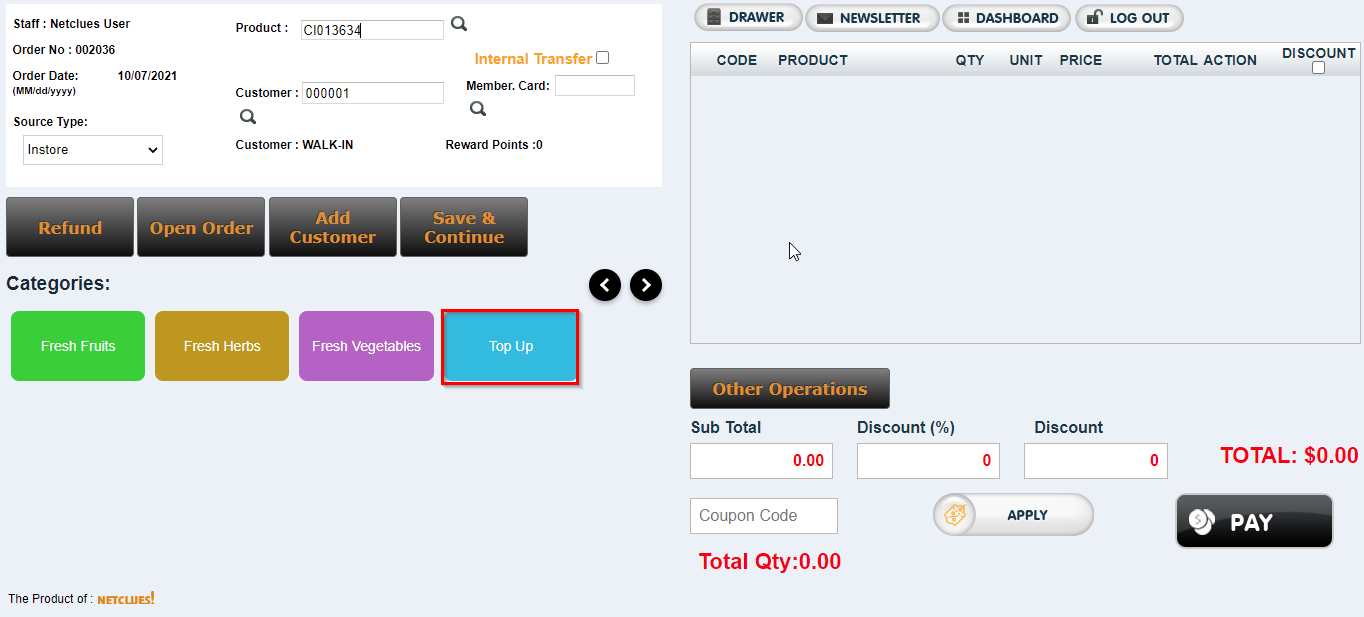 Staff : Netclues User
Order No : 002036
Order Date: 10/07/2021
(MM/dd/yyyy)
Source Type:
Instore
Product : CI013634
Internal Transfer
Customer : 000001
Member. Card:
Customer : WALK-IN
Reward Points :0
Refund
Open Order
Add
Customer
Save &
Continue
Categories:
Fresh Fruits
Fresh Herbs
Fresh Vegetables
Top Up
The Product of : NETCLUES!
DRAWER
NEWSLETTER
DASHBOARD
LOG OUT
CODE PRODUCT QTY UNIT PRICE TOTAL ACTION DISCOUNT
Other Operations
Sub Total Discount (%) Discount
0.00 0 0
TOTAL: $0.00
Coupon Code
APPLY
PAY
Total Qty:0.00